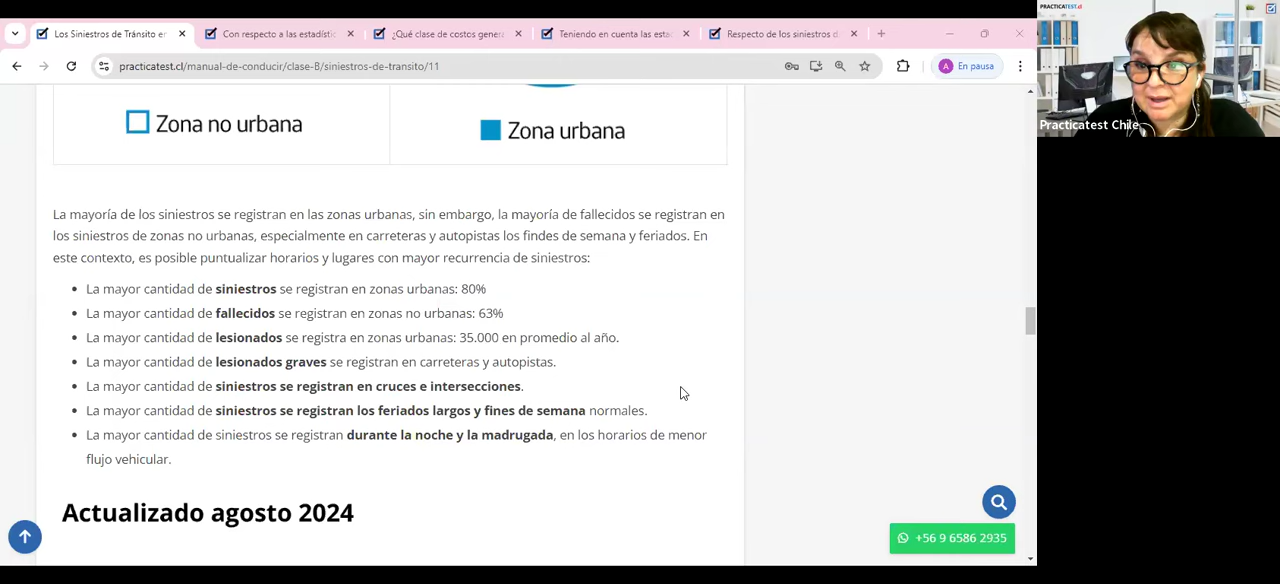 PRACTICATEST.cl
Los Siniestros de Tránsito en
Con respecto a las estadísti
¿Qué clase de costos genera
Teniendo en cuenta las esta
Respecto de los siniestros d
practicatest.cl/manual-de-conducir/clase-B/siniestros-de-transito/11
A En pausa
Practicatest Chile
Zona no urbana
Zona urbana
La mayoría de los siniestros se registran en las zonas urbanas, sin embargo, la mayoría de fallecidos se registran en
los siniestros de zonas no urbanas, especialmente en carreteras y autopistas los findes de semana y feriados. En
este contexto, es posible puntualizar horarios y lugares con mayor recurrencia de siniestros:
• La mayor cantidad de siniestros se registran en zonas urbanas: 80%
• La mayor cantidad de fallecidos se registran en zonas no urbanas: 63%
• La mayor cantidad de lesionados se registra en zonas urbanas: 35.000 en promedio al año.
• La mayor cantidad de lesionados graves se registran en carreteras y autopistas.
• La mayor cantidad de siniestros se registran en cruces e intersecciones.
• La mayor cantidad de siniestros se registran los feriados largos y fines de semana normales.
• La mayor cantidad de siniestros se registran durante la noche y la madrugada, en los horarios de menor
flujo vehicular.
Actualizado agosto 2024
+56 9 6586 2935